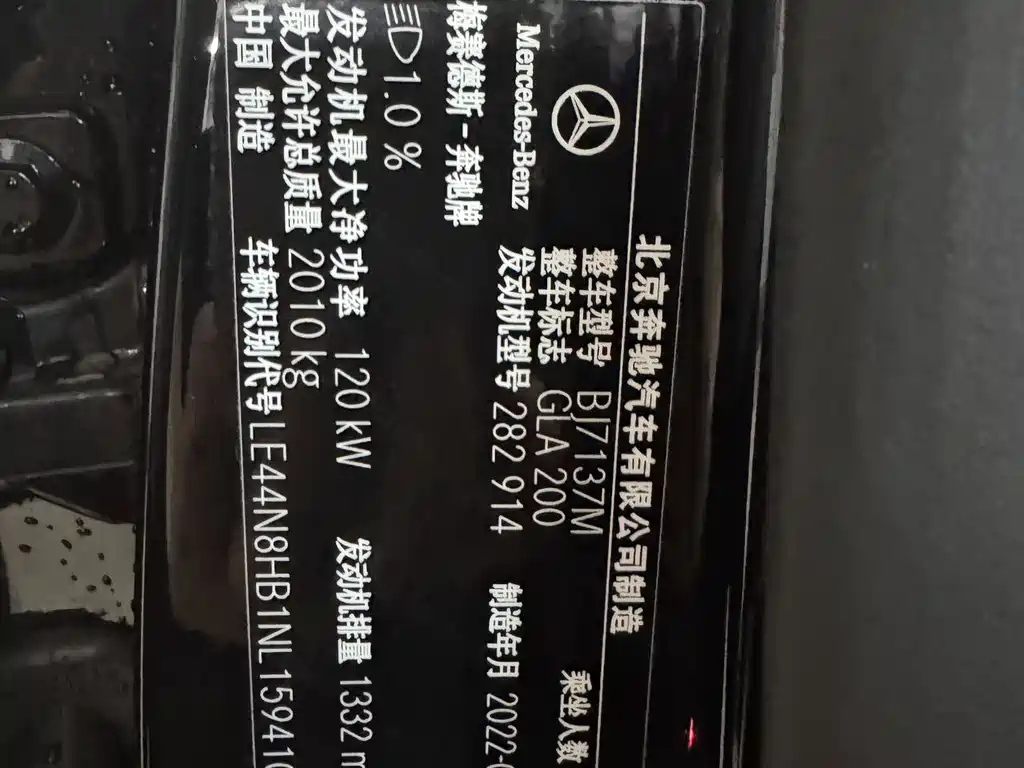 北京奔驰汽车有限公司制造
整车型号 BJ7137M
乘坐人数
整车标志 GLA 200
Mercedes-Benz
发动机型号 282 914
制造年月 2022-
梅赛德斯-奔驰牌
1.0 %
发动机最大净功率 120 kW
发动机排量 1332 m
最大允许总质量 2010 kg
中国 制造
车辆识别代号 LE44N8HB1NL15941